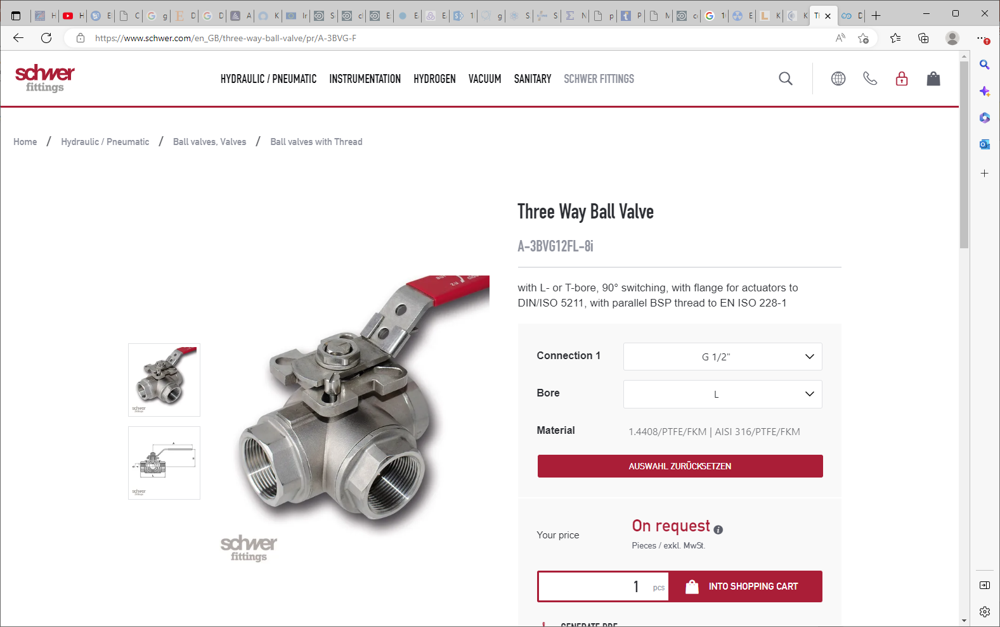 https://www.schwer.com/en_GB/three-way-ball-valve/pr/A-3BVG-F
schwer
fittings
HYDRAULIC / PNEUMATIC
INSTRUMENTATION
HYDROGEN
VACUUM
SANITARY
SCHWER FITTINGS
Home / Hydraulic / Pneumatic / Ball valves, Valves / Ball valves with Thread
Three Way Ball Valve
A-3BVG12FL-8i
with L- or T-bore, 90° switching, with flange for actuators to
DIN/ISO 5211, with parallel BSP thread to EN ISO 228-1
Connection 1
G 1/2"
Bore
L
Material
1.4408/PTFE/FKM | AISI 316/PTFE/FKM
AUSWAHL ZURÜCKSETZEN
Your price
On request
Pieces / exkl. MwSt.
1 pcs
INTO SHOPPING CART
GENERATE PDF
schwer
fittings